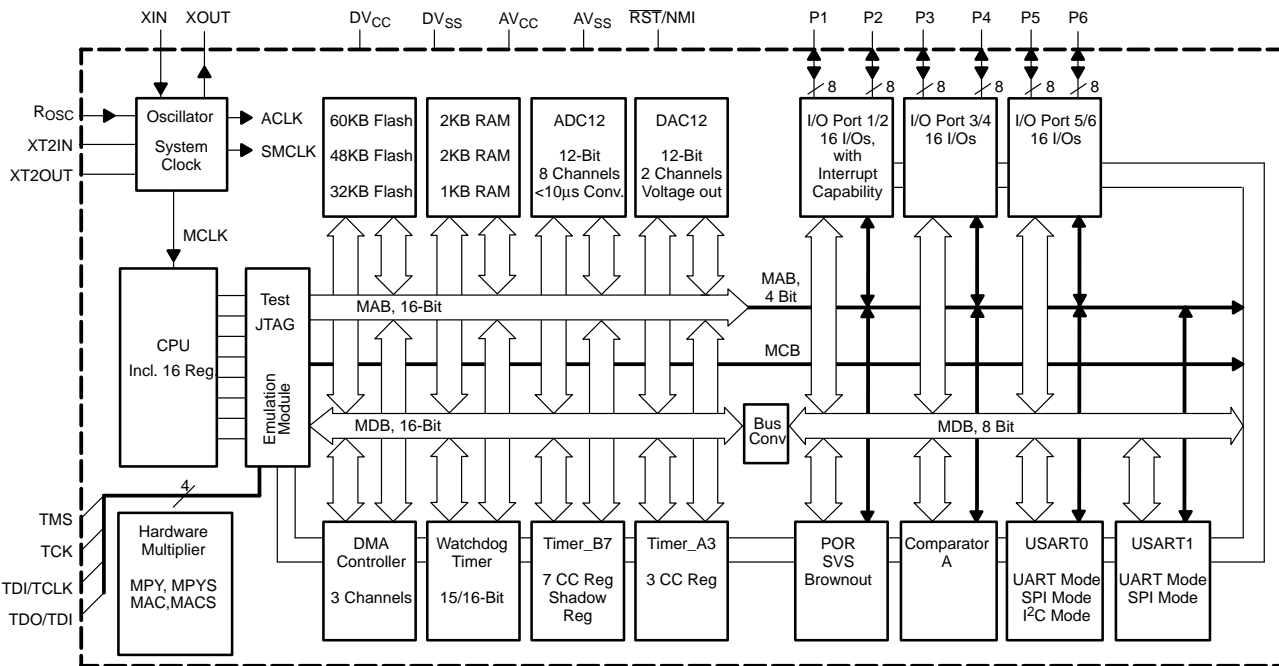 XIN
XOUT
DVCC
DVSS
AVCC
AVSS
RST/NMI
P1
P2
P3
P4
P5
P6
8
8
8
8
8
8
ROSC
XT2IN
XT2OUT
Oscillator
System
Clock
ACLK
SMCLK
60KB Flash
48KB Flash
32KB Flash
2KB RAM
2KB RAM
1KB RAM
ADC12
12-Bit
8 Channels
<10μs Conv.
DAC12
12-Bit
2 Channels
Voltage out
I/O Port 1/2
16 I/Os,
with
Interrupt
Capability
I/O Port 3/4
16 I/Os
I/O Port 5/6
16 I/Os
MCLK
CPU
Incl. 16 Reg.
Test
JTAG
Emulation
Module
MAB, 16-Bit
MAB,
4 Bit
MCB
MDB, 16-Bit
Bus
Conv
MDB, 8 Bit
4
TMS
TCK
TDI/TCLK
TDO/TDI
Hardware
Multiplier
MPY, MPYS
MAC,MACS
DMA
Controller
3 Channels
Watchdog
Timer
15/16-Bit
Timer_B7
7 CC Reg
Shadow
Reg
Timer_A3
3 CC Reg
POR
SVS
Brownout
Comparator
A
USART0
UART Mode
SPI Mode
I²C Mode
USART1
UART Mode
SPI Mode